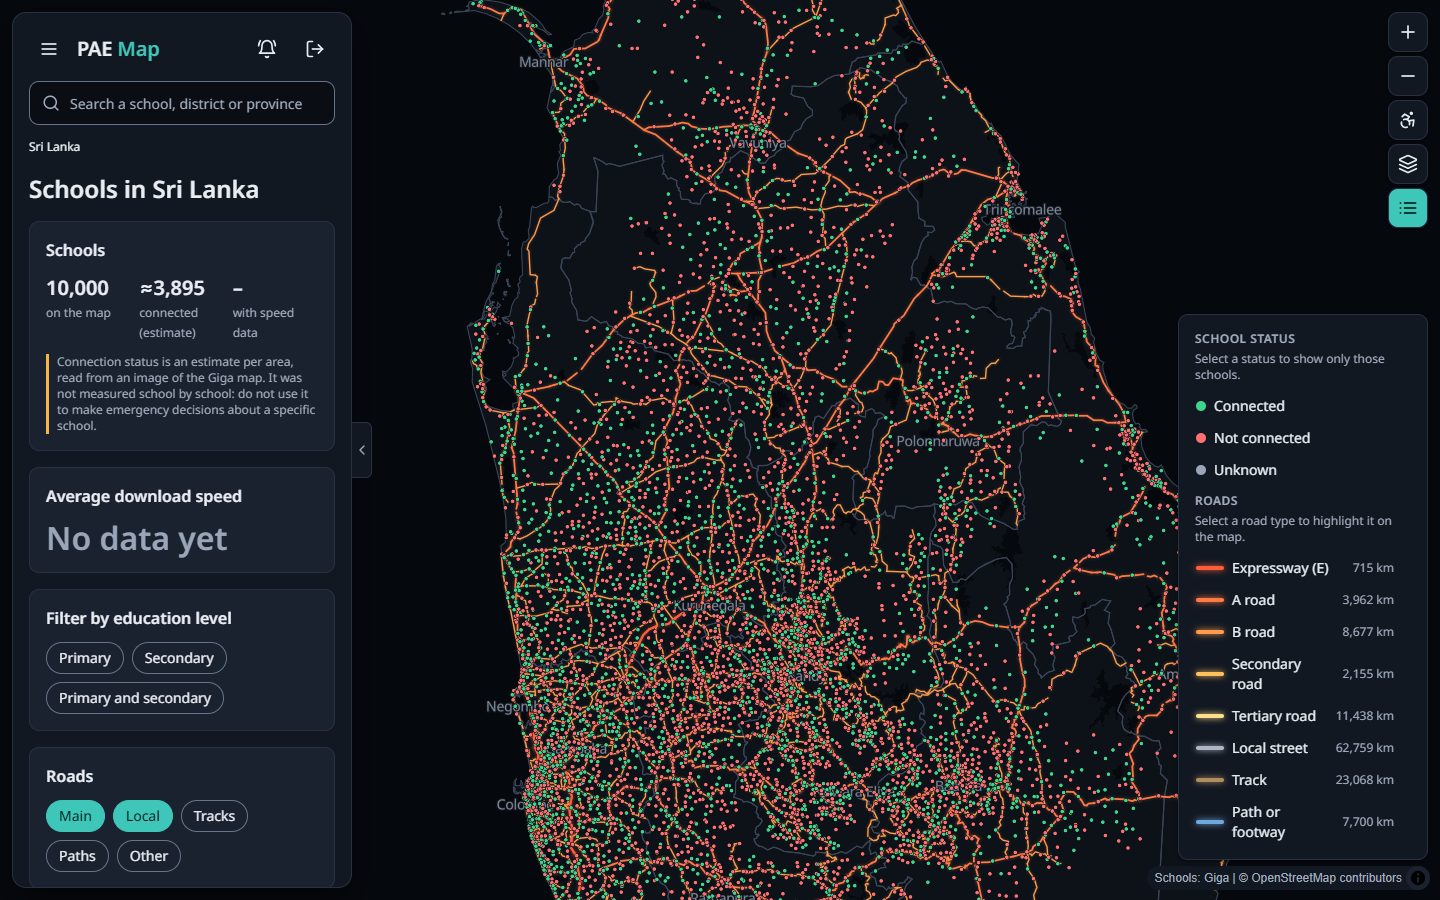 PAE Map
Search a school, district or province
Sri Lanka
Schools in Sri Lanka
Schools
10,000
on the map
≈3,895
connected
(estimate)
–
with speed
data
Connection status is an estimate per area,
read from an image of the Giga map. It was
not measured school by school: do not use it
to make emergency decisions about a specific
school.
Average download speed
No data yet
Filter by education level
Primary
Secondary
Primary and secondary
Roads
Main
Local
Tracks
Paths
Other
Mannar
Vavuniya
Trincomalee
Polonnaruwa
Kurunegala
SCHOOL STATUS
Select a status to show only those
schools.
Connected
Not connected
Unknown
ROADS
Select a road type to highlight it on
the map.
Expressway (E) 715 km
A road 3,962 km
B road 8,677 km
Secondary
road 2,155 km
Tertiary road 11,438 km
Local street 62,759 km
Track 23,068 km
Path or
footway 7,700 km
Schools: Giga | © OpenStreetMap contributors